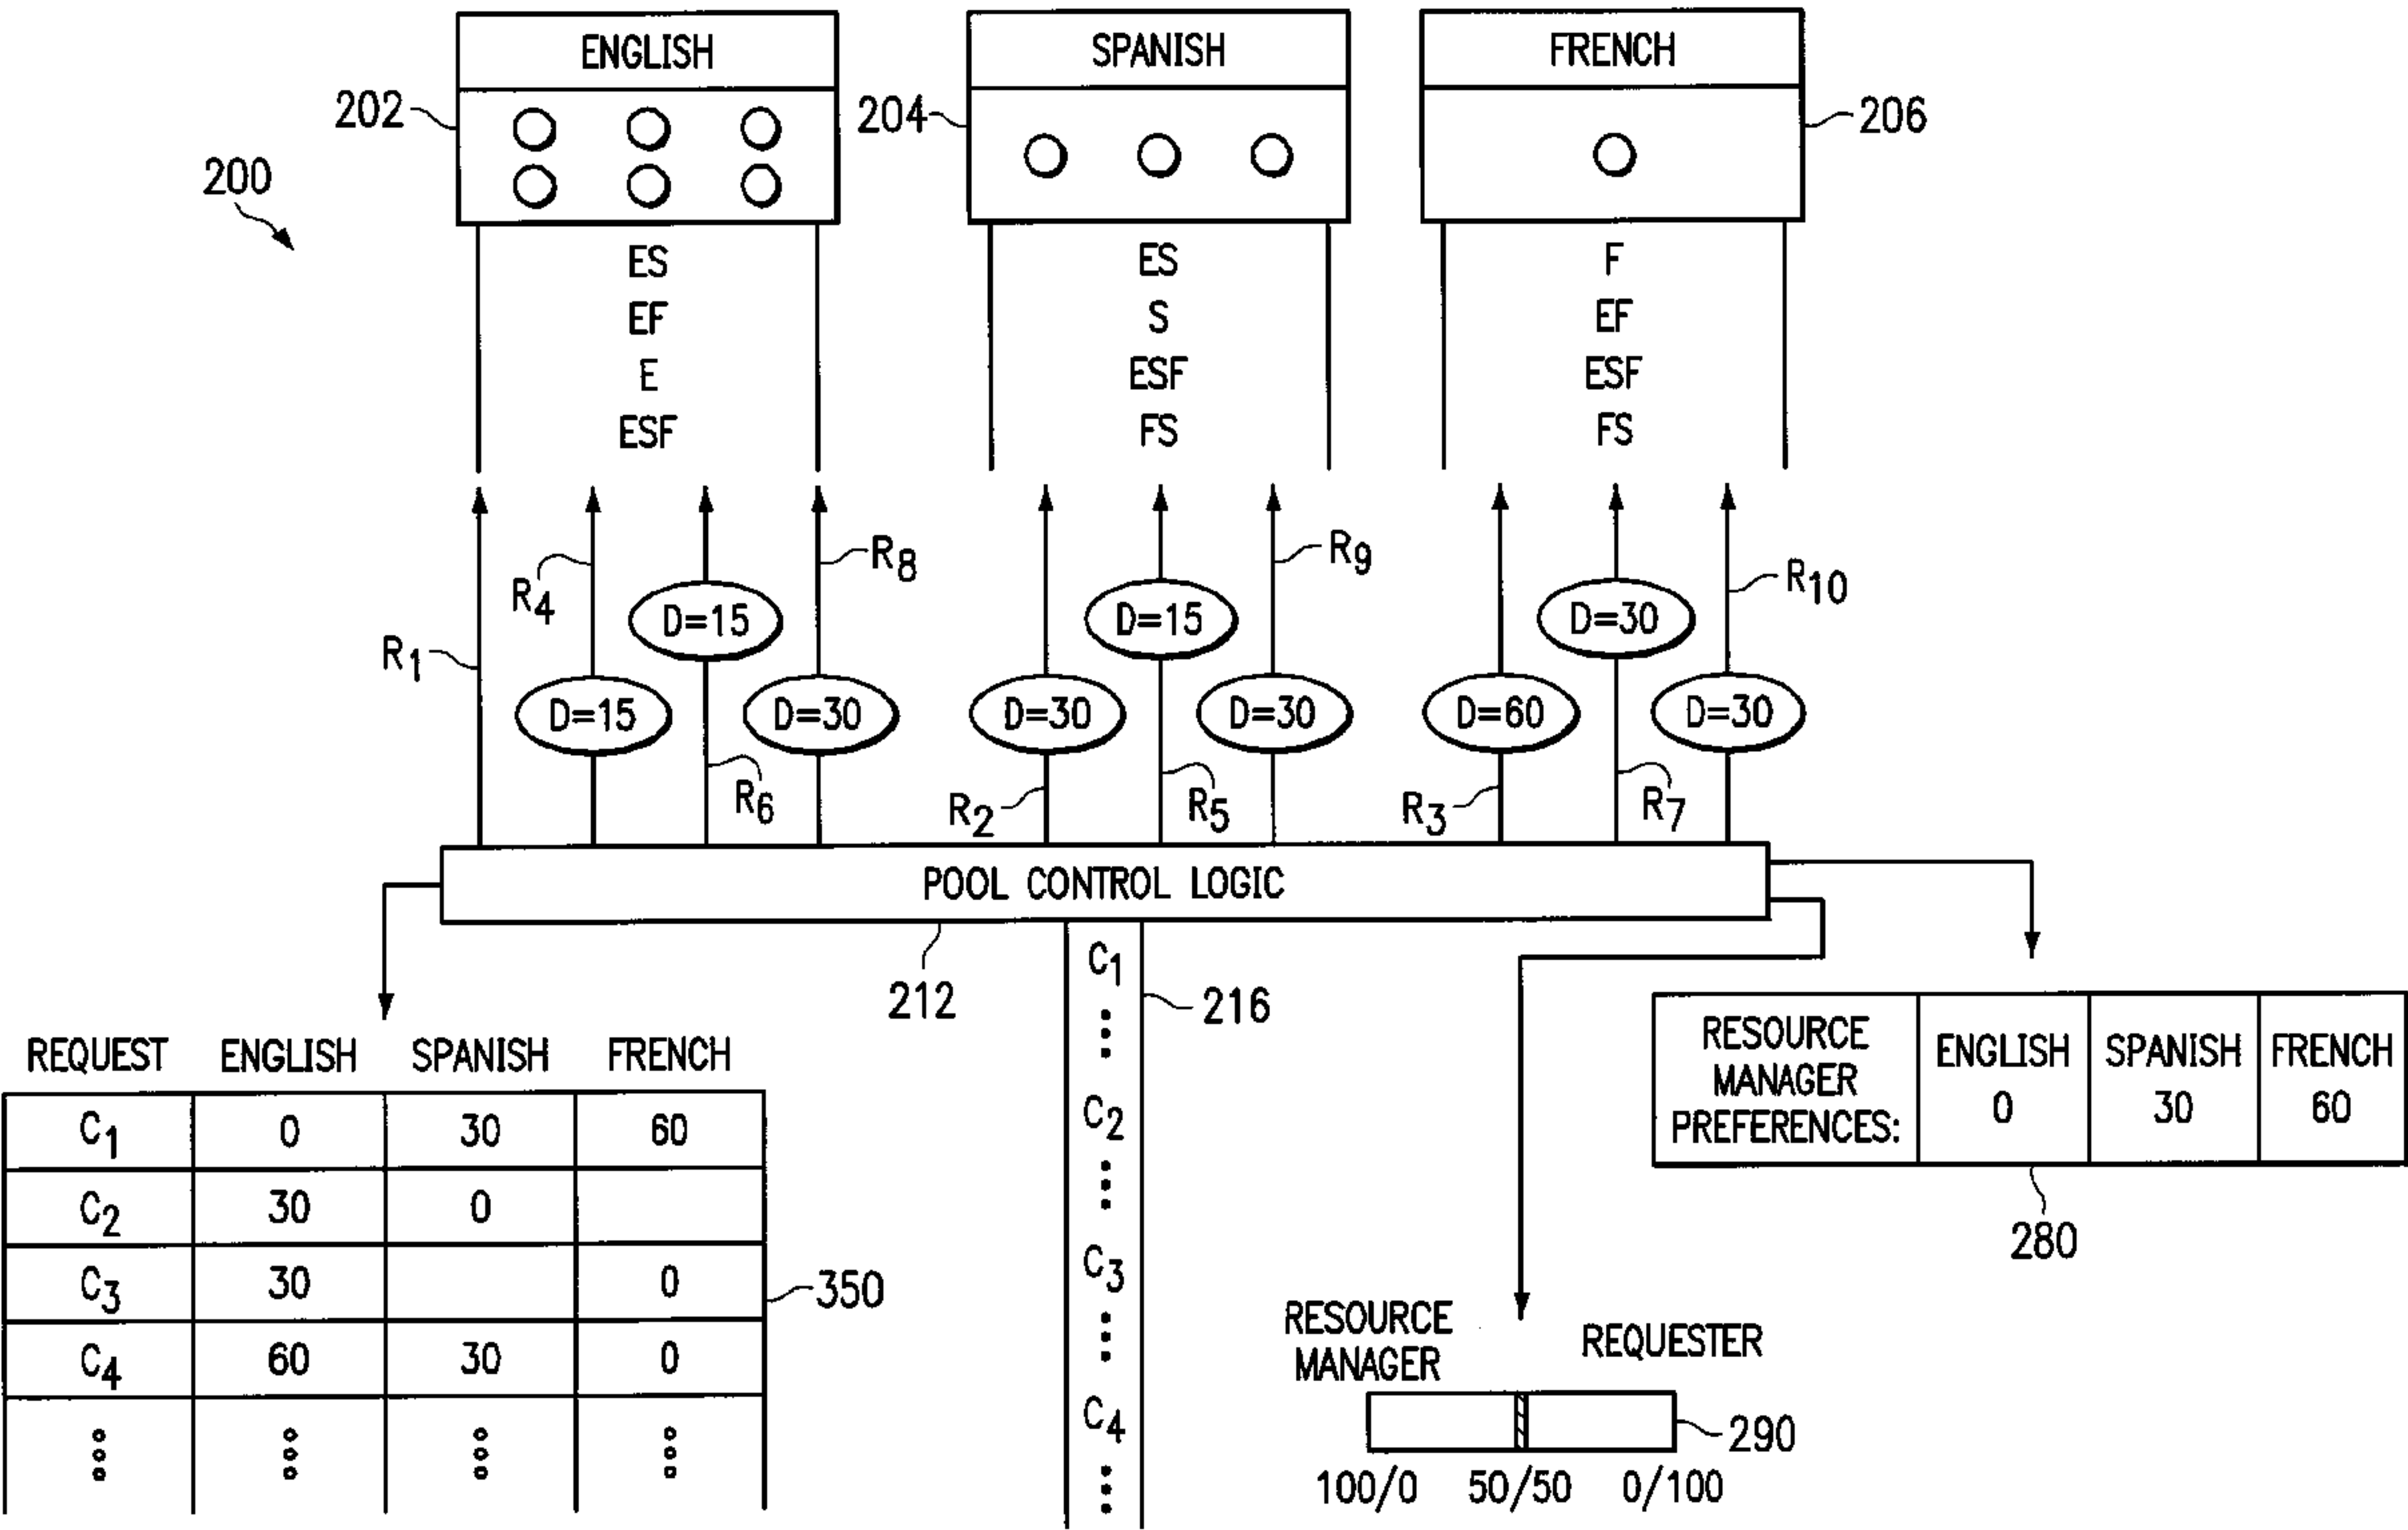 ENGLISH
SPANISH
FRENCH
202
204
206
200
ES
EF
E
ESF
ES
S
ESF
FS
F
EF
ESF
FS
R1
R4
R6
R8
R2
R5
R9
R3
R7
R10
D=15
D=15
D=30
D=30
D=15
D=30
D=60
D=30
D=30
POOL CONTROL LOGIC
212
216
C1
C2
C3
C4
REQUEST ENGLISH SPANISH FRENCH
C1 0 30 60
C2 30 0
C3 30 0
C4 60 30 0
350
RESOURCE
MANAGER
PREFERENCES:
ENGLISH
0
SPANISH
30
FRENCH
60
280
RESOURCE
MANAGER
REQUESTER
290
100/0 50/50 0/100